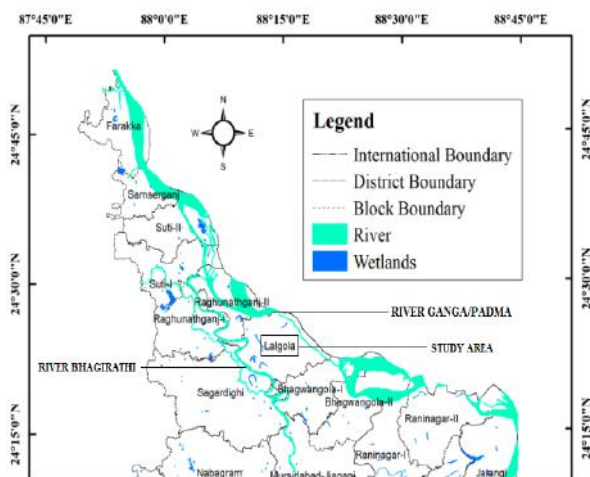 87°45'0"E 88°0'0"E 88°15'0"E 88°30'0"E 88°45'0"E
N
W E
S
Legend
International Boundary
District Boundary
Block Boundary
River
Wetlands
24°45'0"N 24°45'0"N
Farakka
Samserganj
Suti-II
24°30'0"N 24°30'0"N
Suti-I
Raghunathganj-II
RIVER GANGA/PADMA
Raghunathganj-I
Lalgola
STUDY AREA
RIVER BHAGIRATHI
Sagardighi
Bhagwangola-I
Bhagwangola-II
Raninagar-II
24°15'0"N 24°15'0"N
Raninagar-I
Nabagram
Jalangi